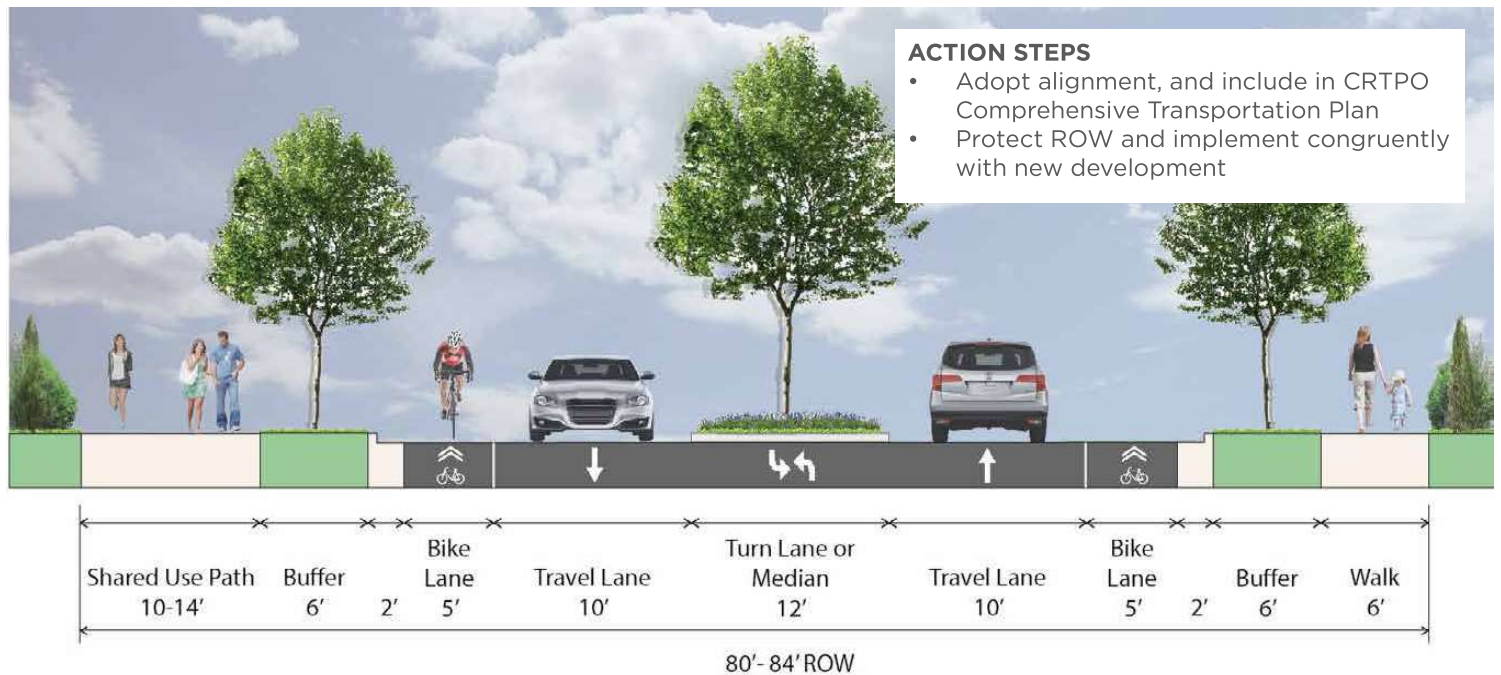 ACTION STEPS
• Adopt alignment, and include in CRTPO
Comprehensive Transportation Plan
• Protect ROW and implement congruently
with new development
Shared Use Path
10-14'
Buffer
6'
2'
Bike
Lane
5'
Travel Lane
10'
Turn Lane or
Median
12'
Travel Lane
10'
Bike
Lane
5'
2'
Buffer
6'
Walk
6'
80'- 84' ROW